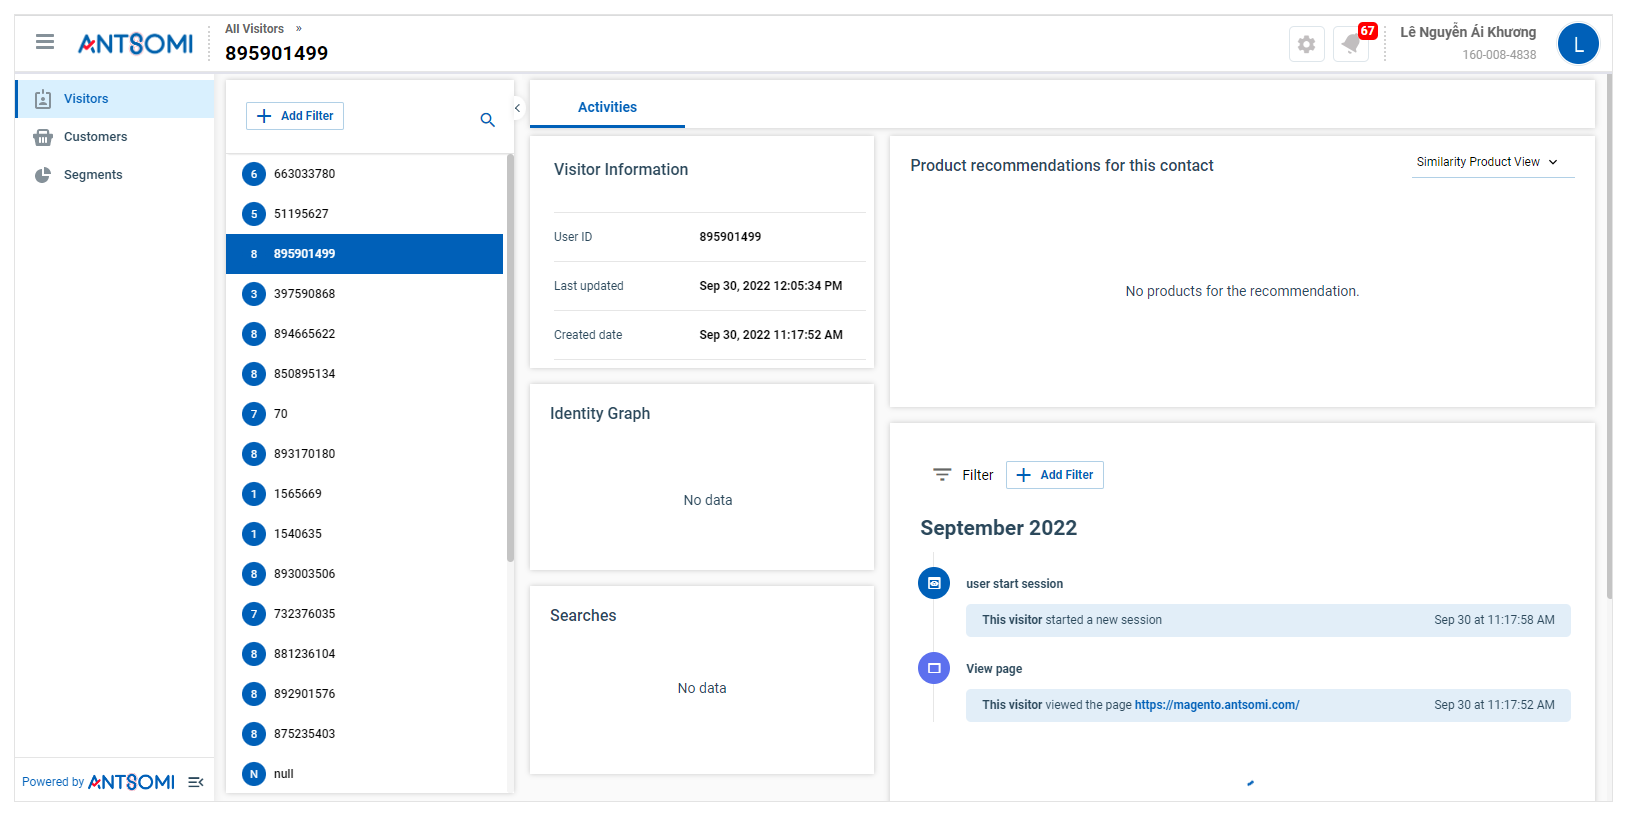 ANTSOMI
All Visitors »
895901499
67
Lê Nguyễn Ái Khương
160-008-4838
L
Visitors
Customers
Segments
Powered by ANTSOMI
Add Filter
6 663033780
5 51195627
8 895901499
3 397590868
8 894665622
8 850895134
7 70
8 893170180
1 1565669
1 1540635
8 893003506
7 732376035
8 881236104
8 892901576
8 875235403
N null
Activities
Visitor Information
User ID 895901499
Last updated Sep 30, 2022 12:05:34 PM
Created date Sep 30, 2022 11:17:52 AM
Identity Graph
No data
Searches
No data
Product recommendations for this contact
Similarity Product View
No products for the recommendation.
Filter Add Filter
September 2022
user start session
This visitor started a new session Sep 30 at 11:17:58 AM
View page
This visitor viewed the page https://magento.antsomi.com/ Sep 30 at 11:17:52 AM